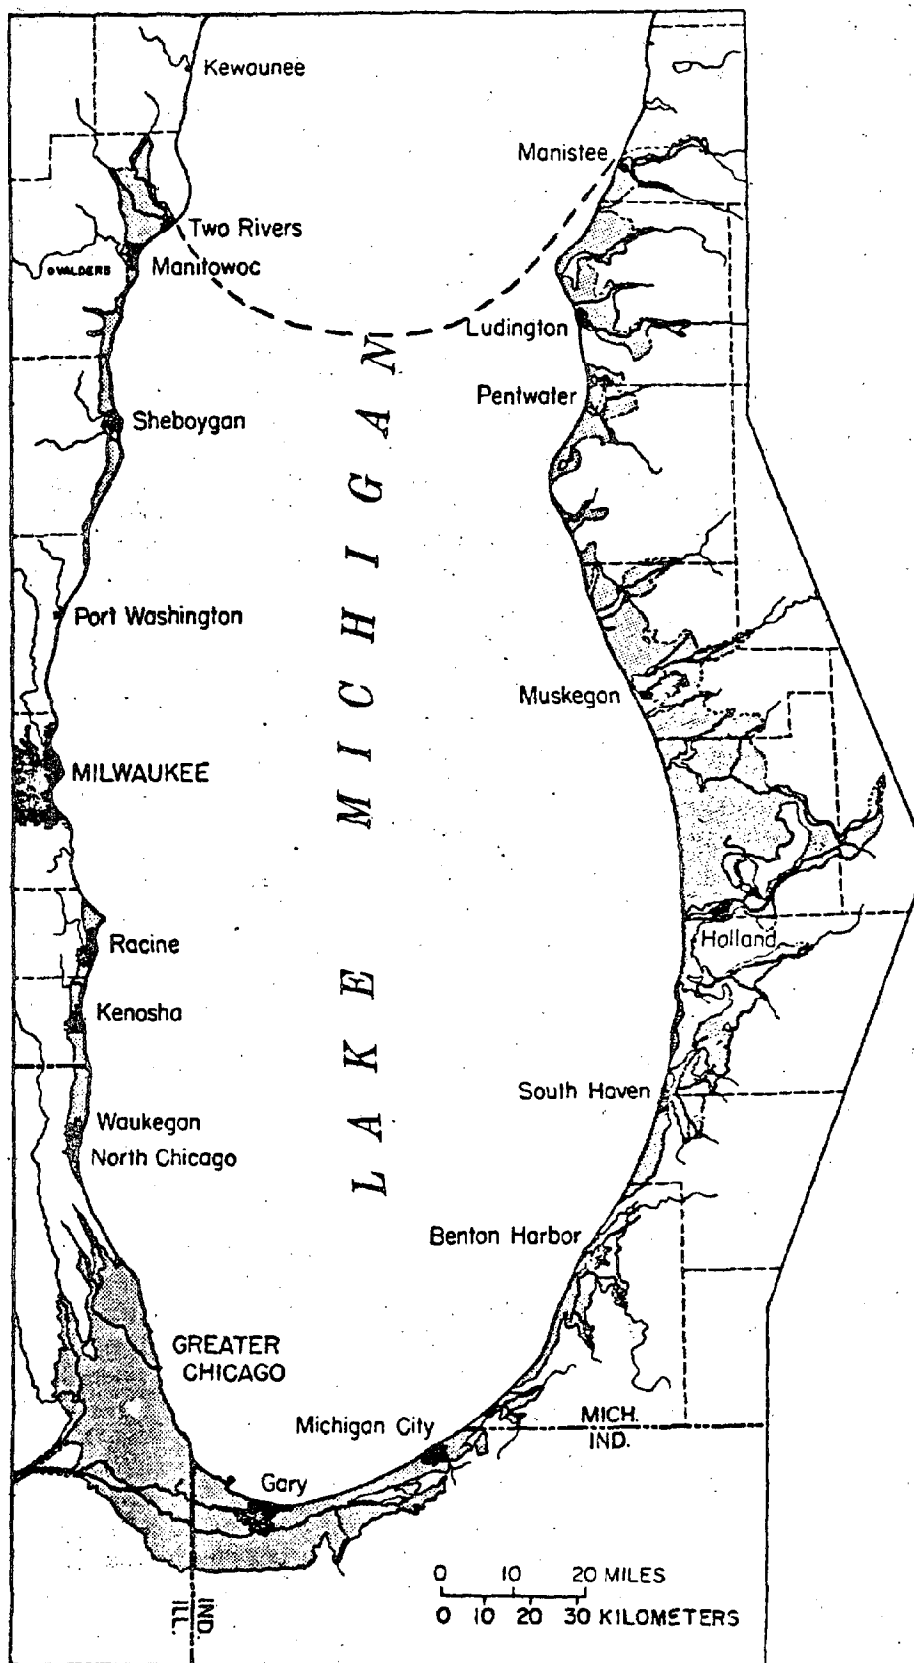 Kewaunee
Manistee
Two Rivers
VALDERS
Manitowoc
Ludington
Pentwater
Sheboygan
Port Washington
Muskegon
MILWAUKEE
LAKE MICHIGAN
Racine
Holland
Kenosha
South Haven
Waukegan
North Chicago
Benton Harbor
GREATER
CHICAGO
Michigan City
MICH.
IND.
Gary
0 10 20 MILES
0 10 20 30 KILOMETERS
IND.
ILL.